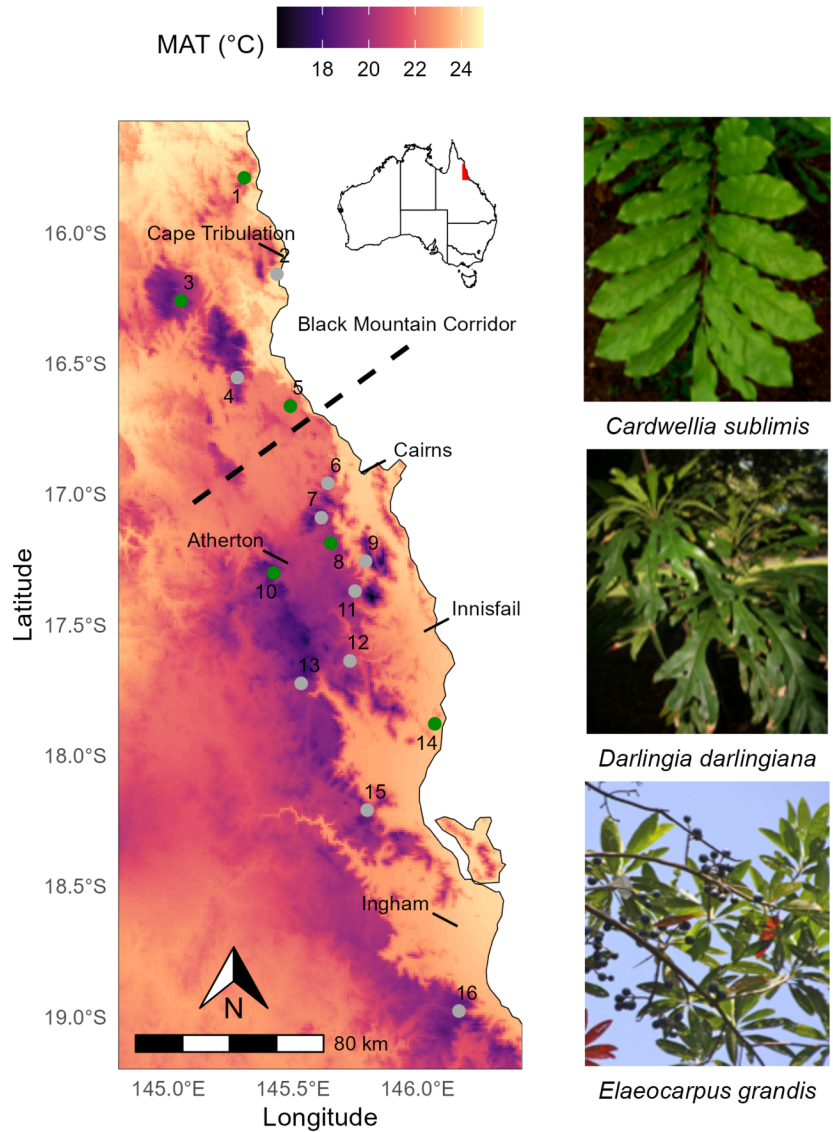 MAT (°C)
18 20 22 24
1
16.0°S
Cape Tribulation
2
3
Black Mountain Corridor
16.5°S
4
5
Cardwellia sublimis
Cairns
6
17.0°S
7
Atherton
8
9
10
11
Innisfail
17.5°S
12
13
Latitude
14
18.0°S
Darlingia darlingiana
15
18.5°S
Ingham
16
19.0°S
N
80 km
145.0°E 145.5°E 146.0°E
Longitude
Elaeocarpus grandis